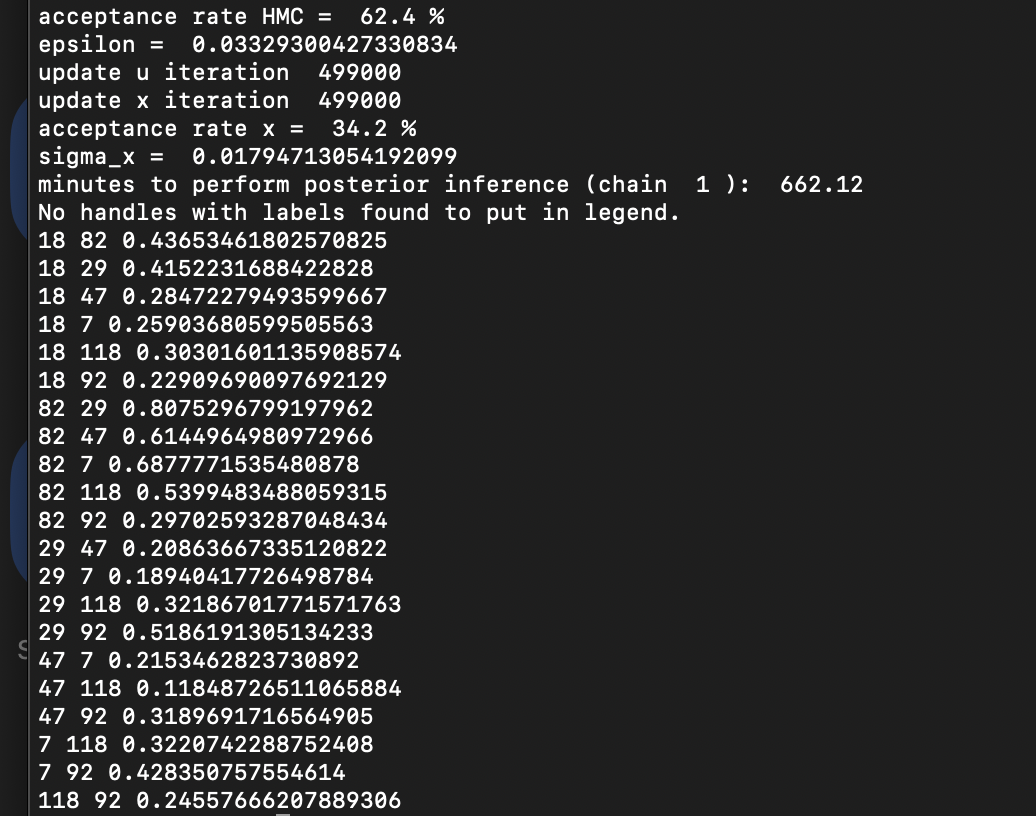 acceptance rate HMC =  62.4 %
epsilon =  0.03329300427330834
update u iteration  499000
update x iteration  499000
acceptance rate x =  34.2 %
sigma_x =  0.01794713054192099
minutes to perform posterior inference (chain  1 ):  662.12
No handles with labels found to put in legend.
18 82 0.436534618025708​25
18 29 0.41522231688422828
18 47 0.28472279493599667
18 7 0.25903680599505563
18 118 0.30301601135908574
18 92 0.22909690097692129
82 29 0.8075296799197962
82 47 0.6144964980972966
82 7 0.6877771535480878
82 118 0.5399483488059315
82 92 0.29702593287048434
29 47 0.208636667335120822
29 7 0.18940417726498784
29 118 0.32186701771571763
29 92 0.5186191305134233
47 7 0.2153462823730892
47 118 0.11848726511065884
47 92 0.3189691716564905
7 118 0.3220742288752408
7 92 0.428350757554614
118 92 0.24557666207889306
S